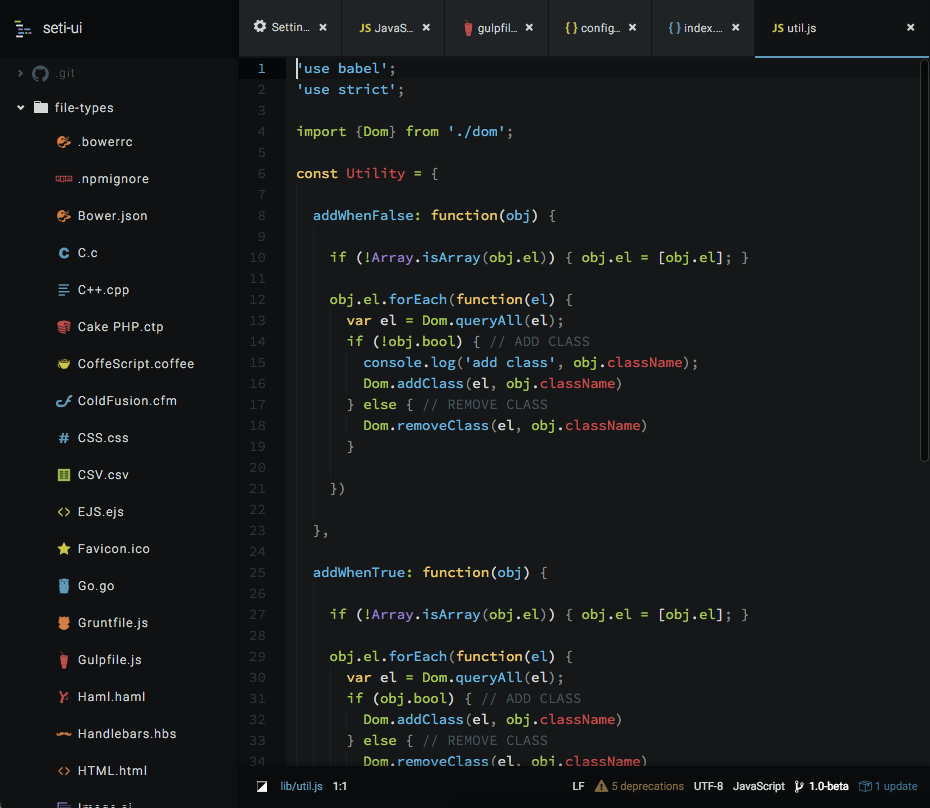 seti-ui
Settin...
JS JavaS...
gulpfil...
{} config...
{} index....
JS util.js
.git
file-types
.bowerrc
.npmignore
Bower.json
C.c
C++.cpp
Cake PHP.ctp
CoffeScript.coffee
ColdFusion.cfm
# CSS.css
CSV.csv
<> EJS.ejs
Favicon.ico
Go.go
Gruntfile.js
Gulpfile.js
Haml.haml
Handlebars.hbs
<> HTML.html
1 'use babel';
2 'use strict';
3
4 import {Dom} from './dom';
5
6 const Utility = {
7
8 addWhenFalse: function(obj) {
9
10 if (!Array.isArray(obj.el)) { obj.el = [obj.el]; }
11
12 obj.el.forEach(function(el) {
13 var el = Dom.queryAll(el);
14 if (!obj.bool) { // ADD CLASS
15 console.log('add class', obj.className);
16 Dom.addClass(el, obj.className)
17 } else { // REMOVE CLASS
18 Dom.removeClass(el, obj.className)
19 }
20
21 })
22
23 },
24
25 addWhenTrue: function(obj) {
26
27 if (!Array.isArray(obj.el)) { obj.el = [obj.el]; }
28
29 obj.el.forEach(function(el) {
30 var el = Dom.queryAll(el);
31 if (obj.bool) { // ADD CLASS
32 Dom.addClass(el, obj.className)
33 } else { // REMOVE CLASS
34 Dom.removeClass(el, obj.className)
lib/util.js 1:1 LF 5 deprecations UTF-8 JavaScript 1.0-beta 1 update